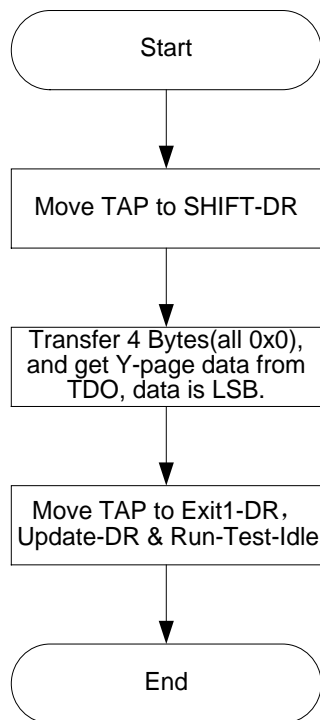 Start
Move TAP to SHIFT-DR
Transfer 4 Bytes(all 0x0),
and get Y-page data from
TDO, data is LSB.
Move TAP to Exit1-DR，
Update-DR & Run-Test-Idle
End